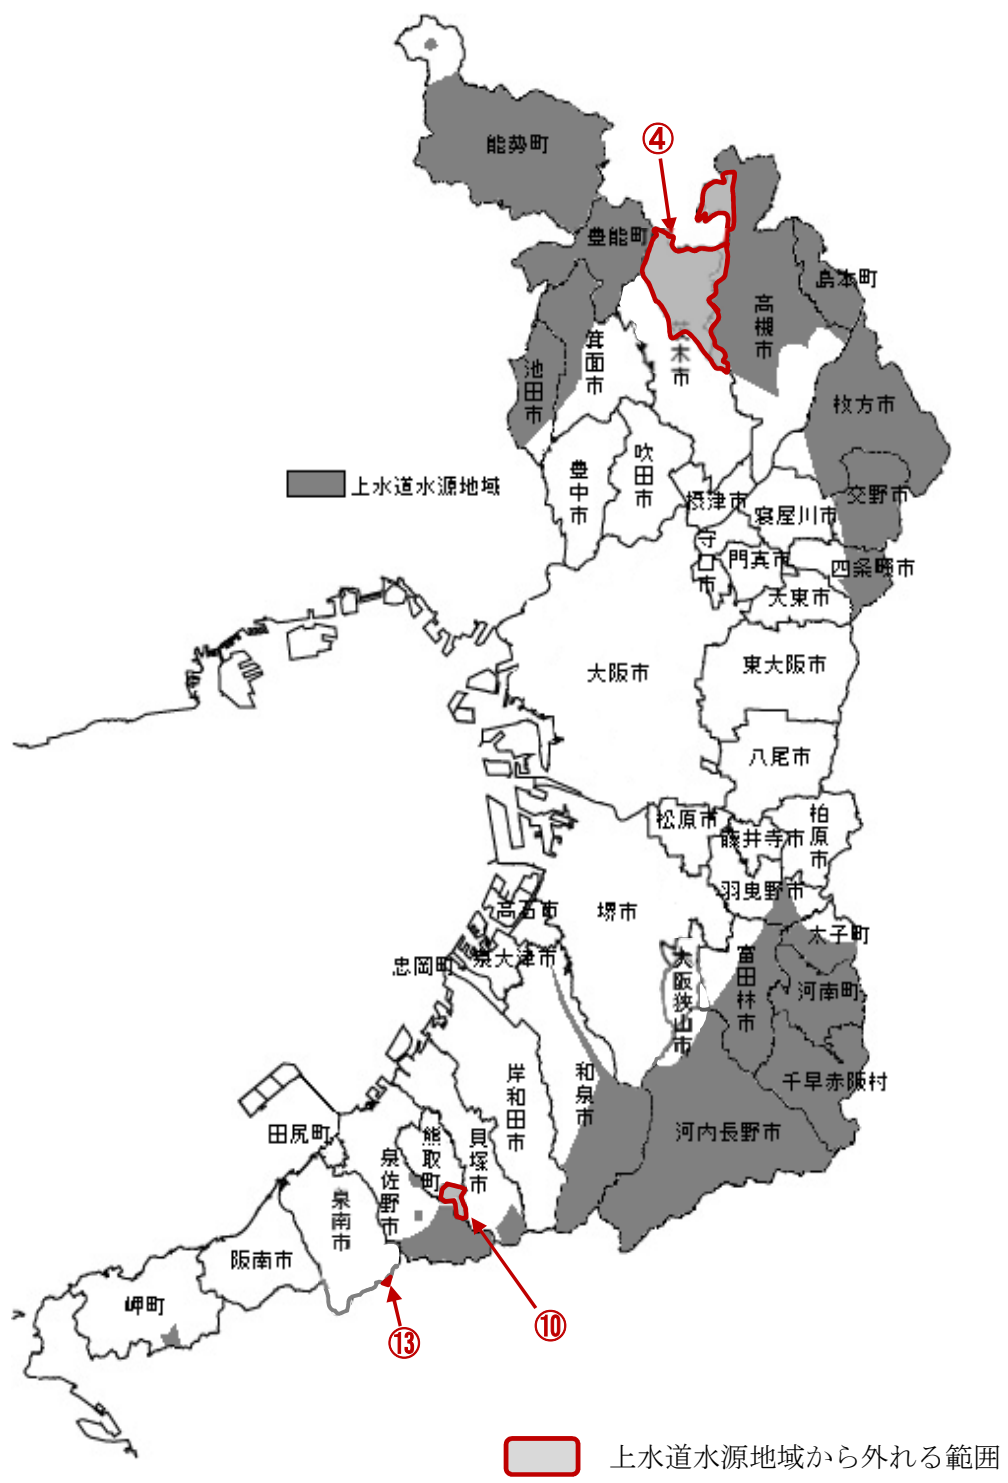 能勢町
④
豊能町
島本町
高槻市
箕面市
茨木市
池田市
枚方市
吹田市
豊中市
上水道水源地域
交野市
摂津市
寝屋川市
守口市
門真市
四条畷市
大東市
大阪市
東大阪市
八尾市
松原市
柏原市
藤井寺市
羽曳野市
高石市
堺市
太子町
泉大津市
忠岡町
大阪狭山市
富田林市
河南町
千早赤阪村
岸和田市
和泉市
河内長野市
田尻町
熊取町
貝塚市
泉佐野市
泉南市
阪南市
岬町
⑩
⑬
上水道水源地域から外れる範囲